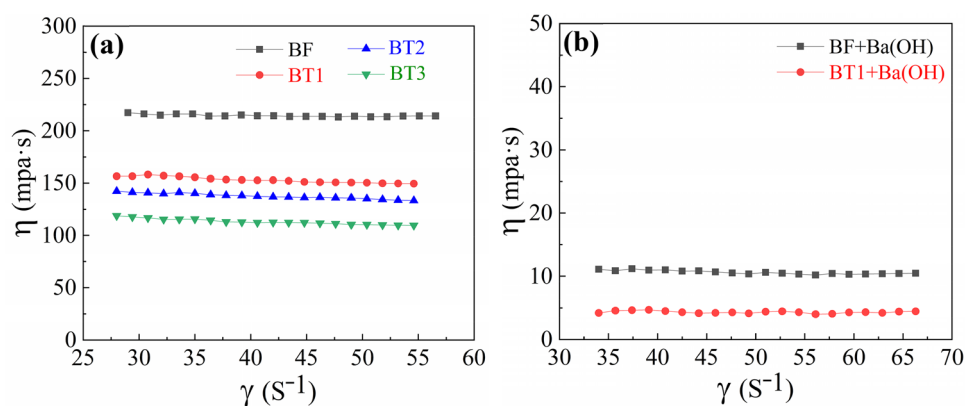 (a)
BF
BT1
BT2
BT3
300
250
200
150
100
50
0
η (mpa·s)
25 30 35 40 45 50 55 60
γ (S⁻¹)
(b)
BF+Ba(OH)
BT1+Ba(OH)
50
40
30
20
10
0
η (mpa·s)
30 35 40 45 50 55 60 65 70
γ (S⁻¹)